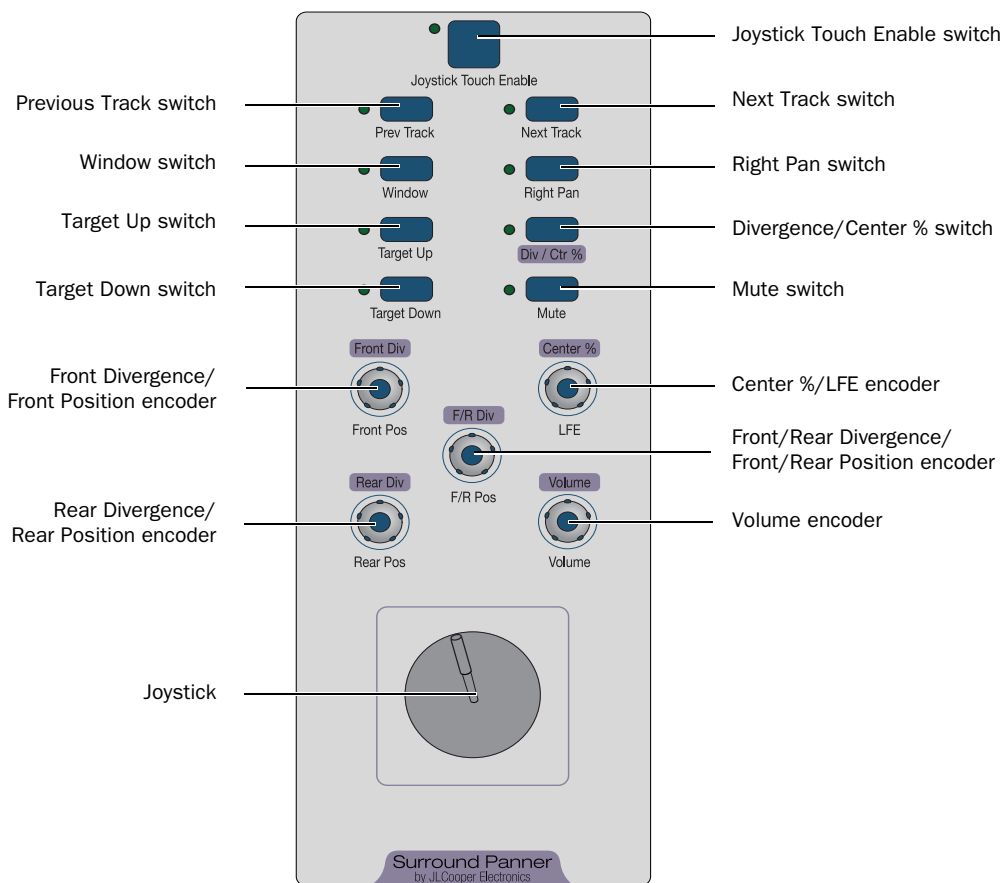 Joystick Touch Enable switch
Joystick Touch Enable
Previous Track switch
Prev Track
Next Track
Next Track switch
Window switch
Window
Right Pan
Right Pan switch
Target Up switch
Target Up
Div / Ctr %
Divergence/Center % switch
Target Down switch
Target Down
Mute
Mute switch
Front Div
Center %
Front Divergence/
Front Position encoder
Front Pos
LFE
Center %/LFE encoder
F/R Div
F/R Pos
Front/Rear Divergence/
Front/Rear Position encoder
Rear Div
Volume
Rear Divergence/
Rear Position encoder
Rear Pos
Volume
Volume encoder
Joystick
Surround Panner
by JLCooper Electronics